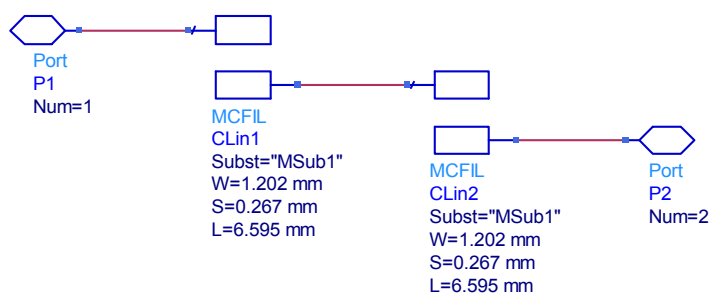 Port
P1
Num=1
MCFIL
CLin1
Subst="MSub1"
W=1.202 mm
S=0.267 mm
L=6.595 mm
MCFIL
CLin2
Subst="MSub1"
W=1.202 mm
S=0.267 mm
L=6.595 mm
Port
P2
Num=2